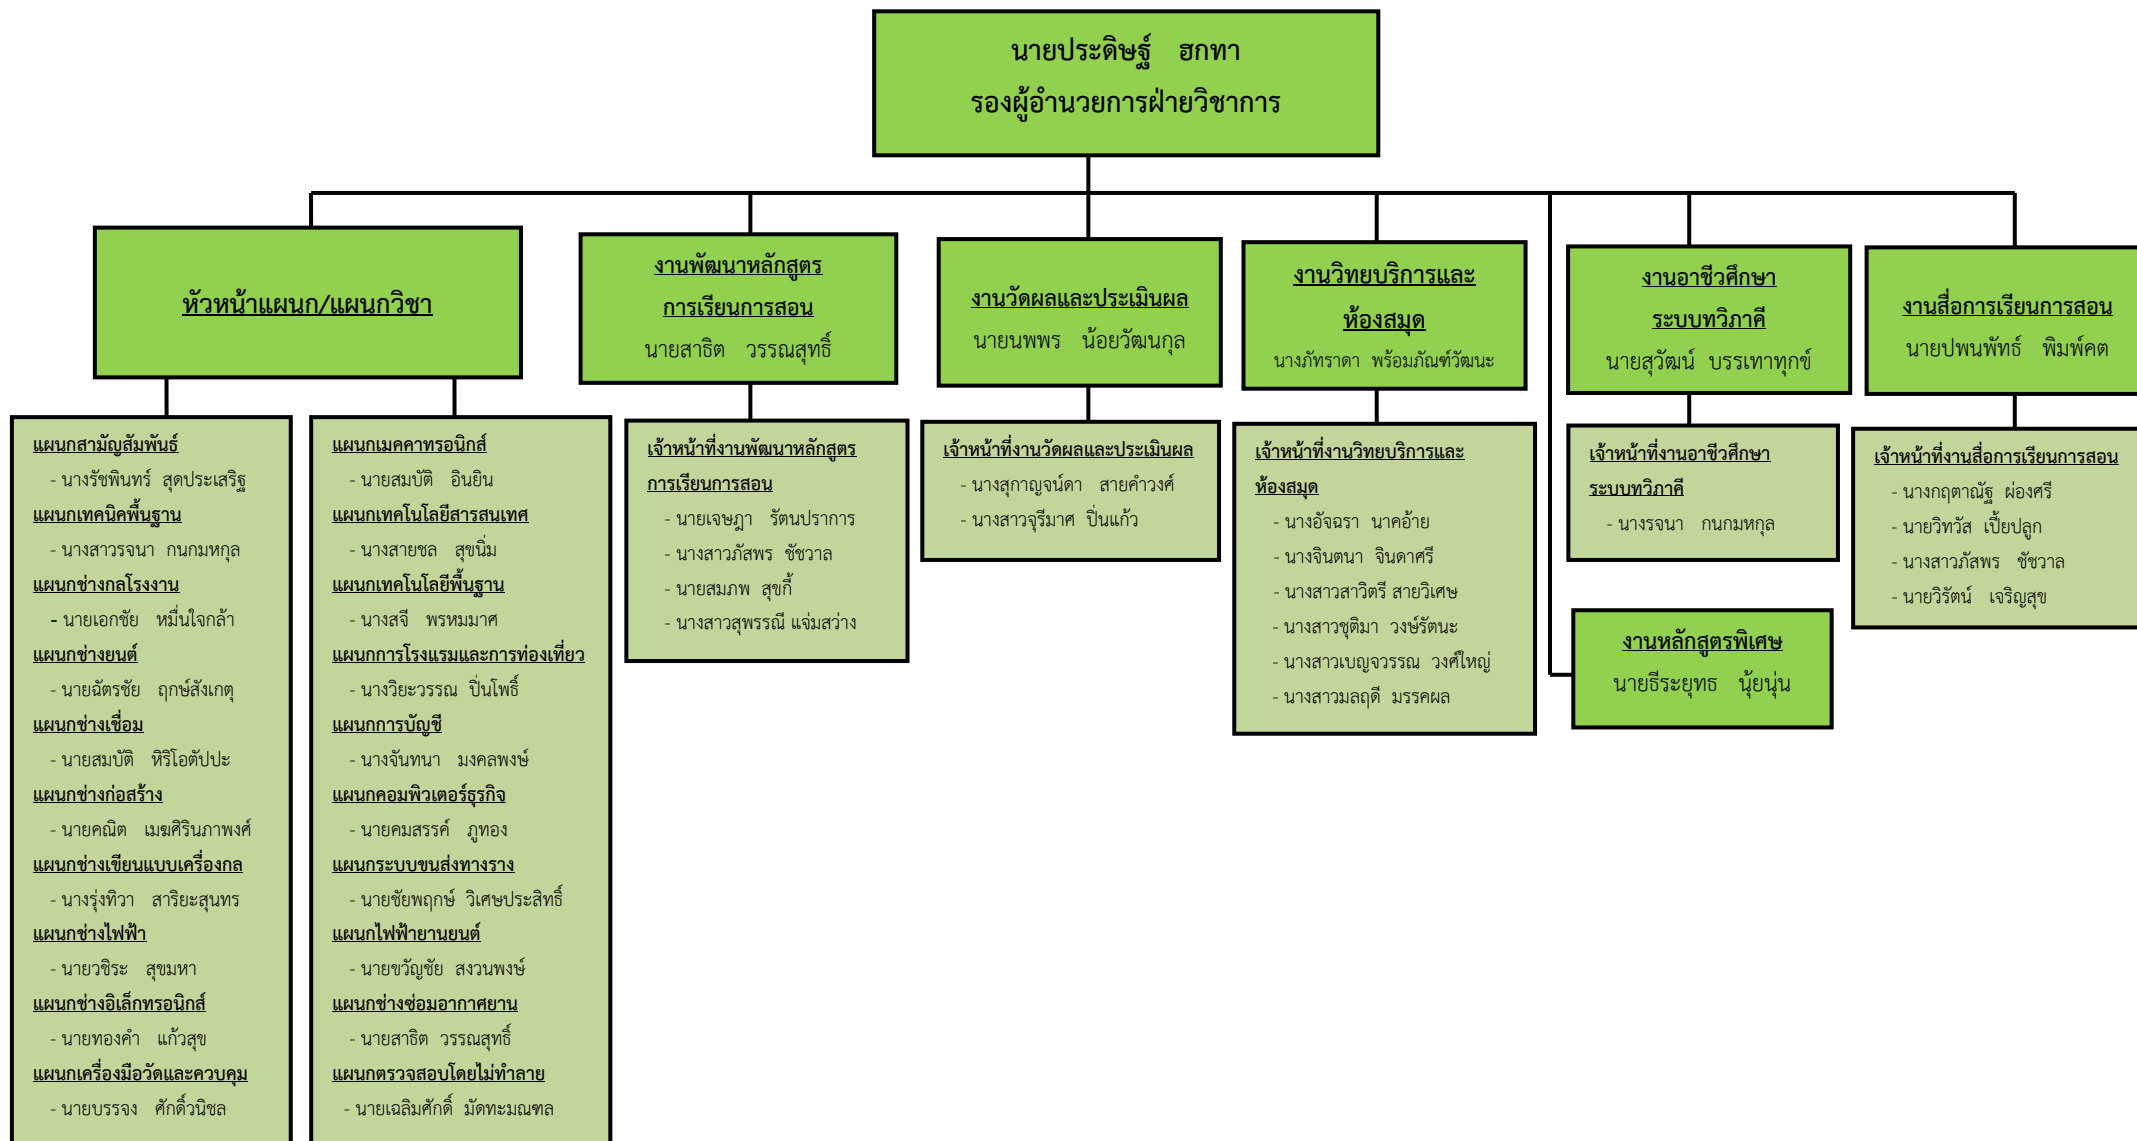 นายประดิษฐ์ ฮกทา
รองผู้อำนวยการฝ่ายวิชาการ
หัวหน้าแผนก/แผนกวิชา
แผนกสามัญสัมพันธ์
- นางรัชพินทร์ สุดประเสริฐ
แผนกเทคนิคพื้นฐาน
- นางสาวรจนา กนกมหกุล
แผนกช่างกลโรงงาน
- นายเอกชัย หมื่นใจกล้า
แผนกช่างยนต์
- นายฉัตรชัย ฤกษ์สังเกตุ
แผนกช่างเชื่อม
- นายสมบัติ หิริโอตัปปะ
แผนกช่างก่อสร้าง
- นายคณิต เมฆศิรินภาพงศ์
แผนกช่างเขียนแบบเครื่องกล
- นางรุ่งทิวา สาริยะสุนทร
แผนกช่างไฟฟ้า
- นายวชิระ สุขมหา
แผนกช่างอิเล็กทรอนิกส์
- นายทองคำ แก้วสุข
แผนกเครื่องมือวัดและควบคุม
- นายบรรจง ศักดิ์วนิชล
แผนกเมคคาทรอนิกส์
- นายสมบัติ อินยิน
แผนกเทคโนโลยีสารสนเทศ
- นางสายชล สุขนิ่ม
แผนกเทคโนโลยีพื้นฐาน
- นางสจี พรหมมาศ
แผนกการโรงแรมและการท่องเที่ยว
- นางวิยะวรรณ ปิ่นโพธิ์
แผนกการบัญชี
- นางจันทนา มงคลพงษ์
แผนกคอมพิวเตอร์ธุรกิจ
- นายคมสรรค์ ภูทอง
แผนกระบบขนส่งทางราง
- นายชัยพฤกษ์ วิเศษประสิทธิ์
แผนกไฟฟ้ายานยนต์
- นายขวัญชัย สงวนพงษ์
แผนกช่างซ่อมอากาศยาน
- นายสาธิต วรรณสุทธิ์
แผนกตรวจสอบโดยไม่ทำลาย
- นายเฉลิมศักดิ์ มัดทะมณฑล
งานพัฒนาหลักสูตร
การเรียนการสอน
นายสาธิต วรรณสุทธิ์
เจ้าหน้าที่งานพัฒนาหลักสูตร
การเรียนการสอน
- นายเจษฎา รัตนปราการ
- นางสาวภัสพร ชัชวาล
- นายสมภพ สุขกี้
- นางสาวสุพรรณี แจ่มสว่าง
งานวัดผลและประเมินผล
นายนพพร น้อยวัฒนกุล
เจ้าหน้าที่งานวัดผลและประเมินผล
- นางสุกาญจน์ดา สายคำวงศ์
- นางสาวจุรีมาศ ปิ่นแก้ว
งานวิทยบริการและ
ห้องสมุด
นางภัทราดา พร้อมภัณฑ์วัฒนะ
เจ้าหน้าที่งานวิทยบริการและ
ห้องสมุด
- นางอัจฉรา นาคอ้าย
- นางจินตนา จินดาศรี
- นางสาวสาวิตรี สายวิเศษ
- นางสาวชุติมา วงษ์รัตนะ
- นางสาวเบญจวรรณ วงศ์ใหญ่
- นางสาวมลฤดี มรรคผล
งานอาชีวศึกษา
ระบบทวิภาคี
นายสุวัฒน์ บรรเทาทุกข์
เจ้าหน้าที่งานอาชีวศึกษา
ระบบทวิภาคี
- นางรจนา กนกมหกุล
งานหลักสูตรพิเศษ
นายธีระยุทธ นุ้ยนุ่น
งานสื่อการเรียนการสอน
นายปพนพัทธ์ พิมพ์คต
เจ้าหน้าที่งานสื่อการเรียนการสอน
- นางกฤตาณัฐ ผ่องศรี
- นายวิทวัส เปี้ยปลูก
- นางสาวภัสพร ชัชวาล
- นายวิรัตน์ เจริญสุข